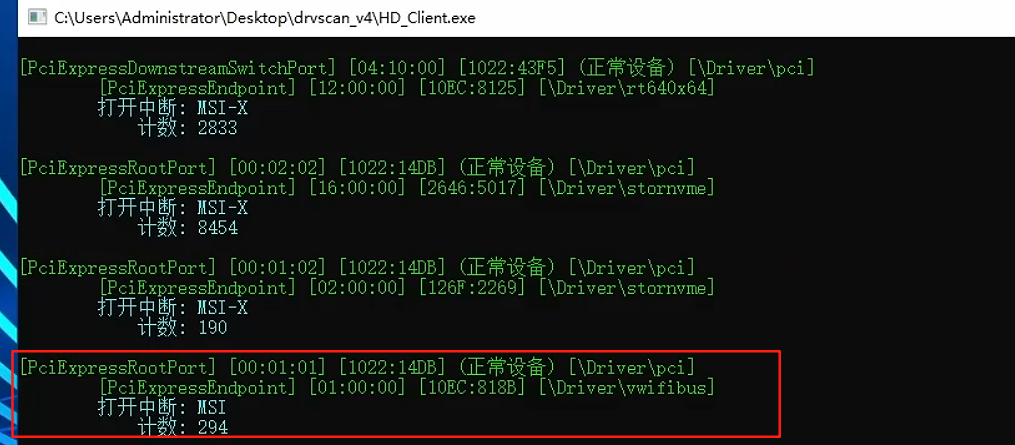 C:\Users\Administrator\Desktop\drvscan_v4\HD_Client.exe
[PciExpressDownstreamSwitchPort] [04:10:00] [1022:43F5] (正常设备) [\Driver\pci]
[PciExpressEndpoint] [12:00:00] [10EC:8125] [\Driver\rt640x64]
打开中断: MSI-X
计数: 2833
[PciExpressRootPort] [00:02:02] [1022:14DB] (正常设备) [\Driver\pci]
[PciExpressEndpoint] [16:00:00] [2646:5017] [\Driver\stornvme]
打开中断: MSI-X
计数: 8454
[PciExpressRootPort] [00:01:02] [1022:14DB] (正常设备) [\Driver\pci]
[PciExpressEndpoint] [02:00:00] [126F:2269] [\Driver\stornvme]
打开中断: MSI-X
计数: 190
[PciExpressRootPort] [00:01:01] [1022:14DB] (正常设备) [\Driver\pci]
[PciExpressEndpoint] [01:00:00] [10EC:818B] [\Driver\vwifibus]
打开中断: MSI
计数: 294